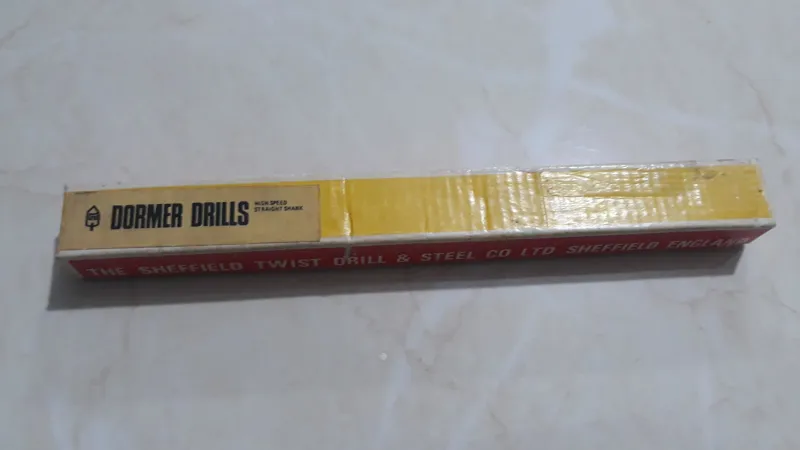 DORMER DRILLS
HIGH SPEED
STRAIGHT SHANK
THE SHEFFIELD TWIST DRILL & STEEL CO LTD SHEFFIELD ENGLAND